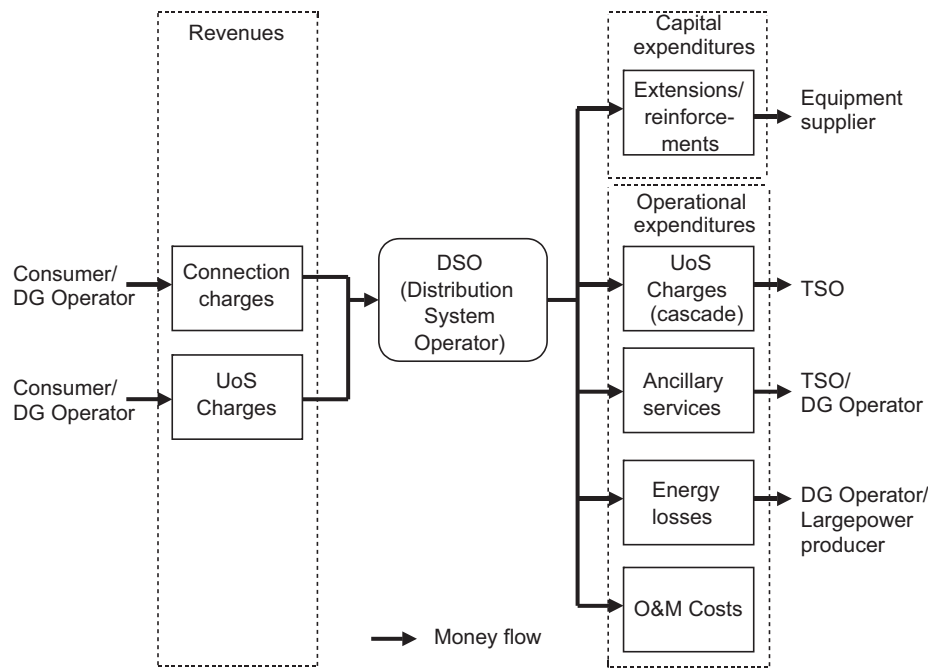 Revenues
Consumer/
DG Operator
Connection
charges
Consumer/
DG Operator
UoS
Charges
DSO
(Distribution
System
Operator)
Capital
expenditures
Extensions/
reinforce-
ments
Equipment
supplier
Operational
expenditures
UoS
Charges
(cascade)
TSO
Ancillary
services
TSO/
DG Operator
Energy
losses
DG Operator/
Largepower
producer
O&M Costs
Money flow